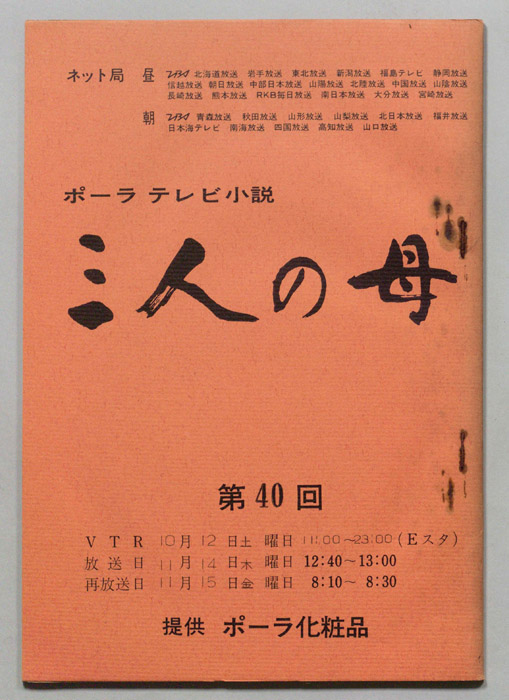 ネット局 昼 TBS 北海道放送 岩手放送 東北放送 新潟放送 福島テレビ 静岡放送
信越放送 朝日放送 中部日本放送 山陽放送 北陸放送 中国放送 山陰放送
長崎放送 熊本放送 RKB毎日放送 南日本放送 大分放送 宮崎放送
朝 TBS 青森放送 秋田放送 山形放送 山梨放送 北日本放送 福井放送
日本海テレビ 南海放送 四国放送 高知放送 山口放送
ポーラ テレビ小説
三人の母
第40回
VTR 10月12日土曜日 11:00~23:00(Eスタ)
放送日 11月14日木曜日 12:40~13:00
再放送日 11月15日金曜日 8:10~8:30
提供 ポーラ化粧品